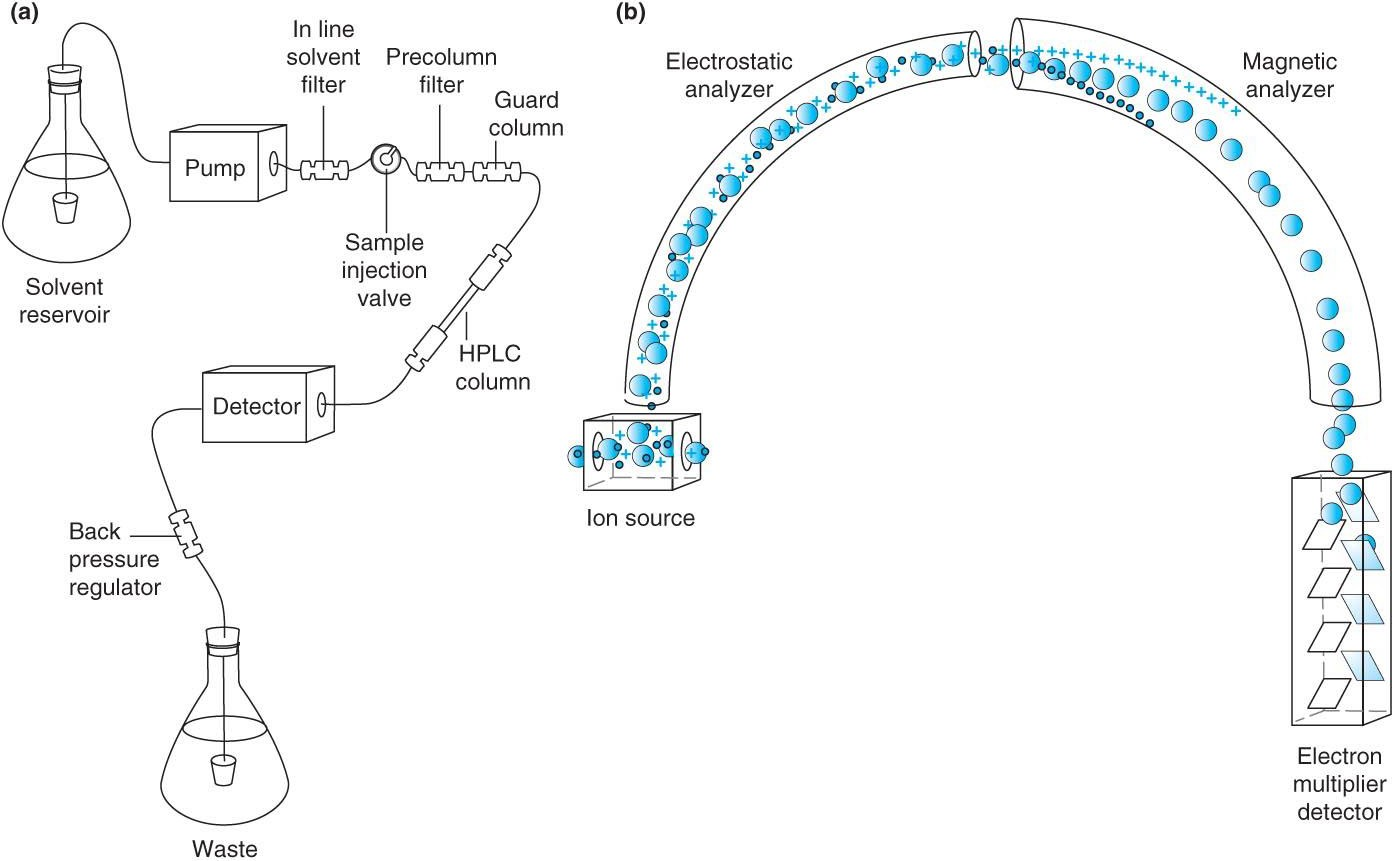 (a)
In line
solvent
filter
Precolumn
filter
Guard
column
Pump
Sample
injection
valve
Solvent
reservoir
HPLC
column
Detector
Back
pressure
regulator
Waste
(b)
Electrostatic
analyzer
Magnetic
analyzer
Ion source
Electron
multiplier
detector